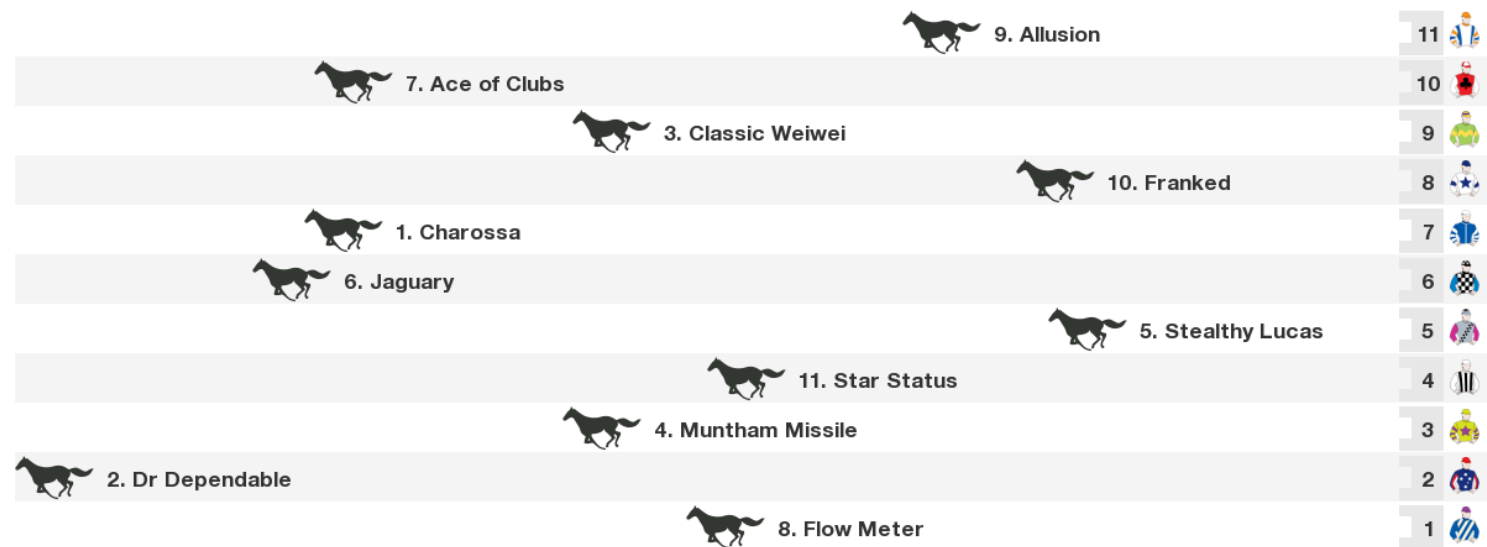 9. Allusion 11
7. Ace of Clubs 10
3. Classic Weiwei 9
10. Franked 8
1. Charossa 7
6. Jaguary 6
5. Stealthy Lucas 5
11. Star Status 4
4. Muntham Missile 3
2. Dr Dependable 2
8. Flow Meter 1